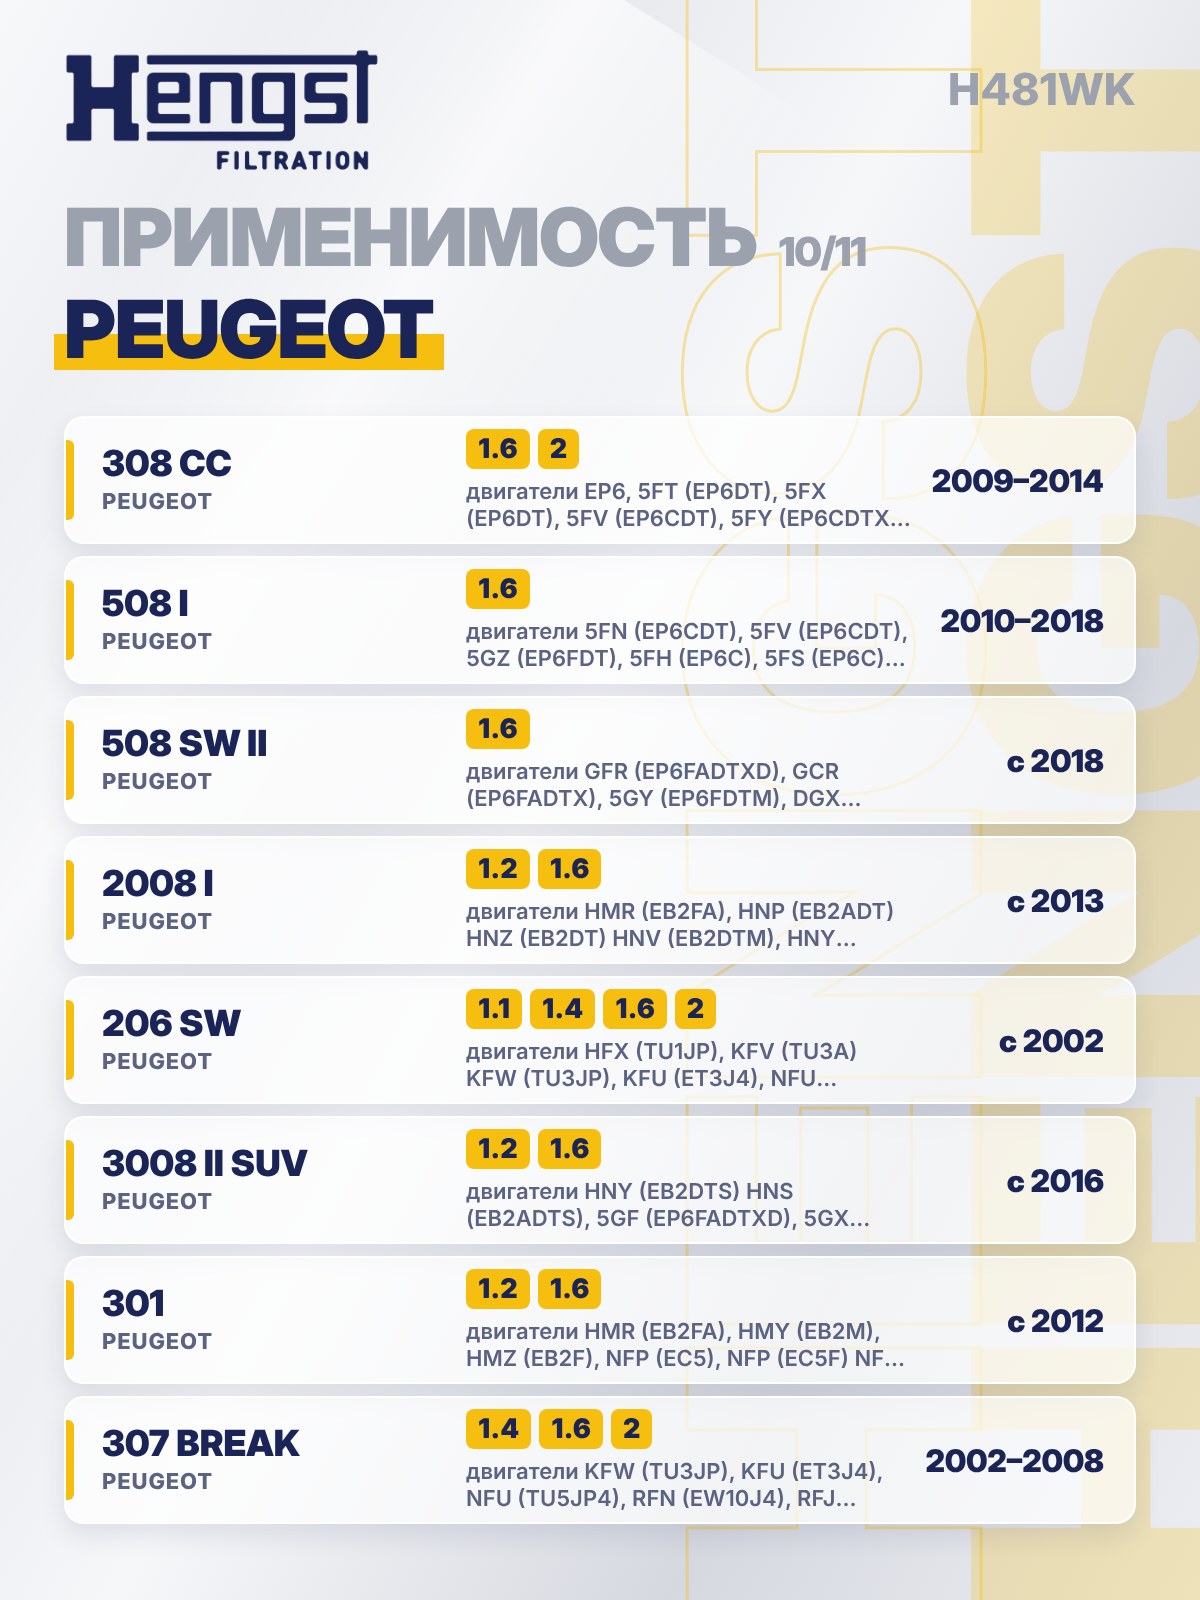 Hengst
FILTRATION
H481WK
ПРИМЕНИМОСТЬ 10/11
PEUGEOT
308 CC
PEUGEOT
1.6 2
двигатели EP6, 5FT (EP6DT), 5FX
(EP6DT), 5FV (EP6CDT), 5FY (EP6CDTX...
2009–2014
508 I
PEUGEOT
1.6
двигатели 5FN (EP6CDT), 5FV (EP6CDT),
5GZ (EP6FDT), 5FH (EP6C), 5FS (EP6C)...
2010–2018
508 SW II
PEUGEOT
1.6
двигатели GFR (EP6FADTXD), GCR
(EP6FADTX), 5GY (EP6FDTM), DGX...
с 2018
2008 I
PEUGEOT
1.2 1.6
двигатели HMR (EB2FA), HNP (EB2ADT)
HNZ (EB2DT) HNV (EB2DTM), HNY...
с 2013
206 SW
PEUGEOT
1.1 1.4 1.6 2
двигатели HFX (TU1JP), KFV (TU3A)
KFW (TU3JP), KFU (ET3J4), NFU...
с 2002
3008 II SUV
PEUGEOT
1.2 1.6
двигатели HNY (EB2DTS) HNS
(EB2ADTS), 5GF (EP6FADTXD), 5GX...
с 2016
301
PEUGEOT
1.2 1.6
двигатели HMR (EB2FA), HMY (EB2M),
HMZ (EB2F), NFP (EC5), NFP (EC5F) NF...
с 2012
307 BREAK
PEUGEOT
1.4 1.6 2
двигатели KFW (TU3JP), KFU (ET3J4),
NFU (TU5JP4), RFN (EW10J4), RFJ...
2002–2008
HENGST